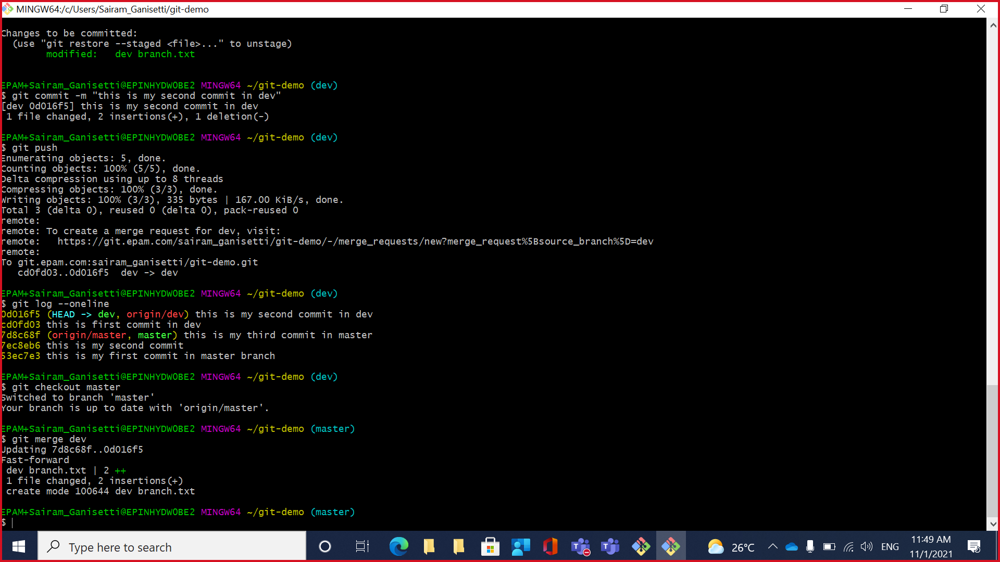 MINGW64:/c/Users/Sairam_Ganisetti/git-demo
Changes to be committed:
  (use "git restore --staged <file>..." to unstage)
        modified:   dev branch.txt
EPAM+Sairam_Ganisetti@EPINHYDW0BE2 MINGW64 ~/git-demo (dev)
$ git commit -m "this is my second commit in dev"
[dev 0d016f5] this is my second commit in dev
 1 file changed, 2 insertions(+), 1 deletion(-)
EPAM+Sairam_Ganisetti@EPINHYDW0BE2 MINGW64 ~/git-demo (dev)
$ git push
Enumerating objects: 5, done.
Counting objects: 100% (5/5), done.
Delta compression using up to 8 threads
Compressing objects: 100% (3/3), done.
Writing objects: 100% (3/3), 335 bytes | 167.00 KiB/s, done.
Total 3 (delta 0), reused 0 (delta 0), pack-reused 0
remote:
remote: To create a merge request for dev, visit:
remote:   https://git.epam.com/sairam_ganisetti/git-demo/-/merge_requests/new?merge_request%5Bsource_branch%5D=dev
remote:
To git.epam.com:sairam_ganisetti/git-demo.git
   cd0fd03..0d016f5  dev -> dev
EPAM+Sairam_Ganisetti@EPINHYDW0BE2 MINGW64 ~/git-demo (dev)
$ git log --oneline
0d016f5 (HEAD -> dev, origin/dev) this is my second commit in dev
cd0fd03 this is first commit in dev
7d8c68f (origin/master, master) this is my third commit in master
7ec8eb6 this is my second commit
53ec7e3 this is my first commit in master branch
EPAM+Sairam_Ganisetti@EPINHYDW0BE2 MINGW64 ~/git-demo (dev)
$ git checkout master
Switched to branch 'master'
Your branch is up to date with 'origin/master'.
EPAM+Sairam_Ganisetti@EPINHYDW0BE2 MINGW64 ~/git-demo (master)
$ git merge dev
Updating 7d8c68f..0d016f5
Fast-forward
 dev branch.txt | 2 ++
 1 file changed, 2 insertions(+)
 create mode 100644 dev branch.txt
EPAM+Sairam_Ganisetti@EPINHYDW0BE2 MINGW64 ~/git-demo (master)
$
Type here to search
26°C
ENG
11:49 AM
11/1/2021